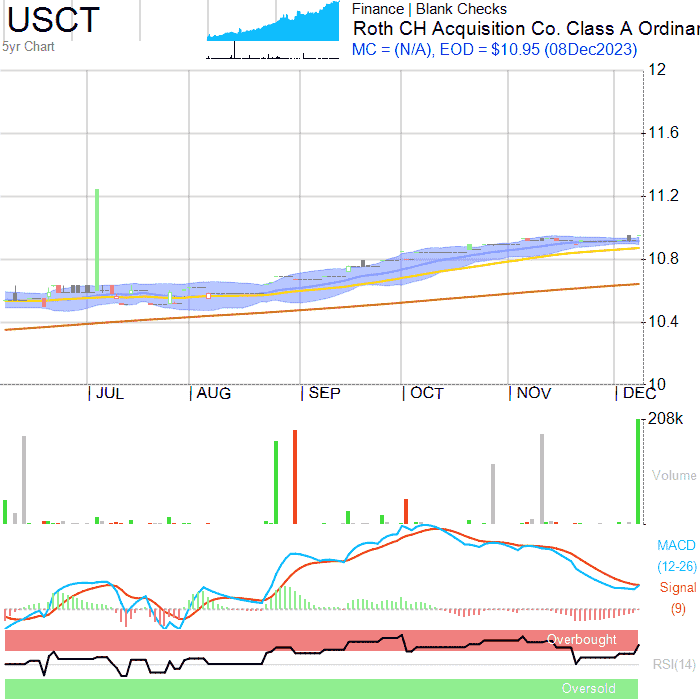 USCT
5yr Chart
Finance | Blank Checks
Roth CH Acquisition Co. Class A Ordinar
MC = (N/A), EOD = $10.95 (08Dec2023)
12
11.6
11.2
10.8
10.4
10
JUL AUG SEP OCT NOV DEC
208k
Volume
MACD
(12-26)
Signal
(9)
Overbought
RSI(14)
Oversold